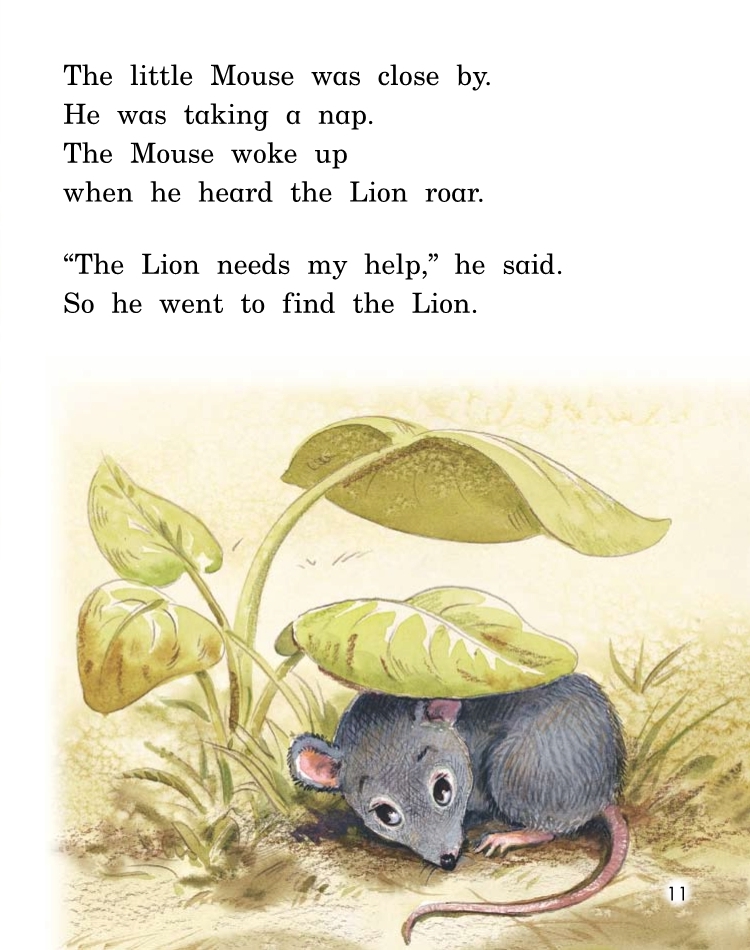 The little Mouse was close by.
He was taking a nap.
The Mouse woke up
when he heard the Lion roar.
“The Lion needs my help,” he said.
So he went to find the Lion.
11